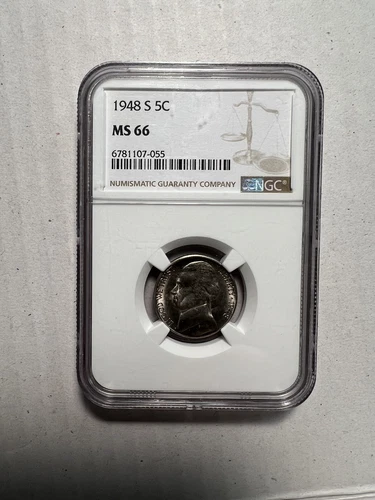 1948 S 5C
MS 66
6781107-055
NUMISMATIC GUARANTY COMPANY
NGC®